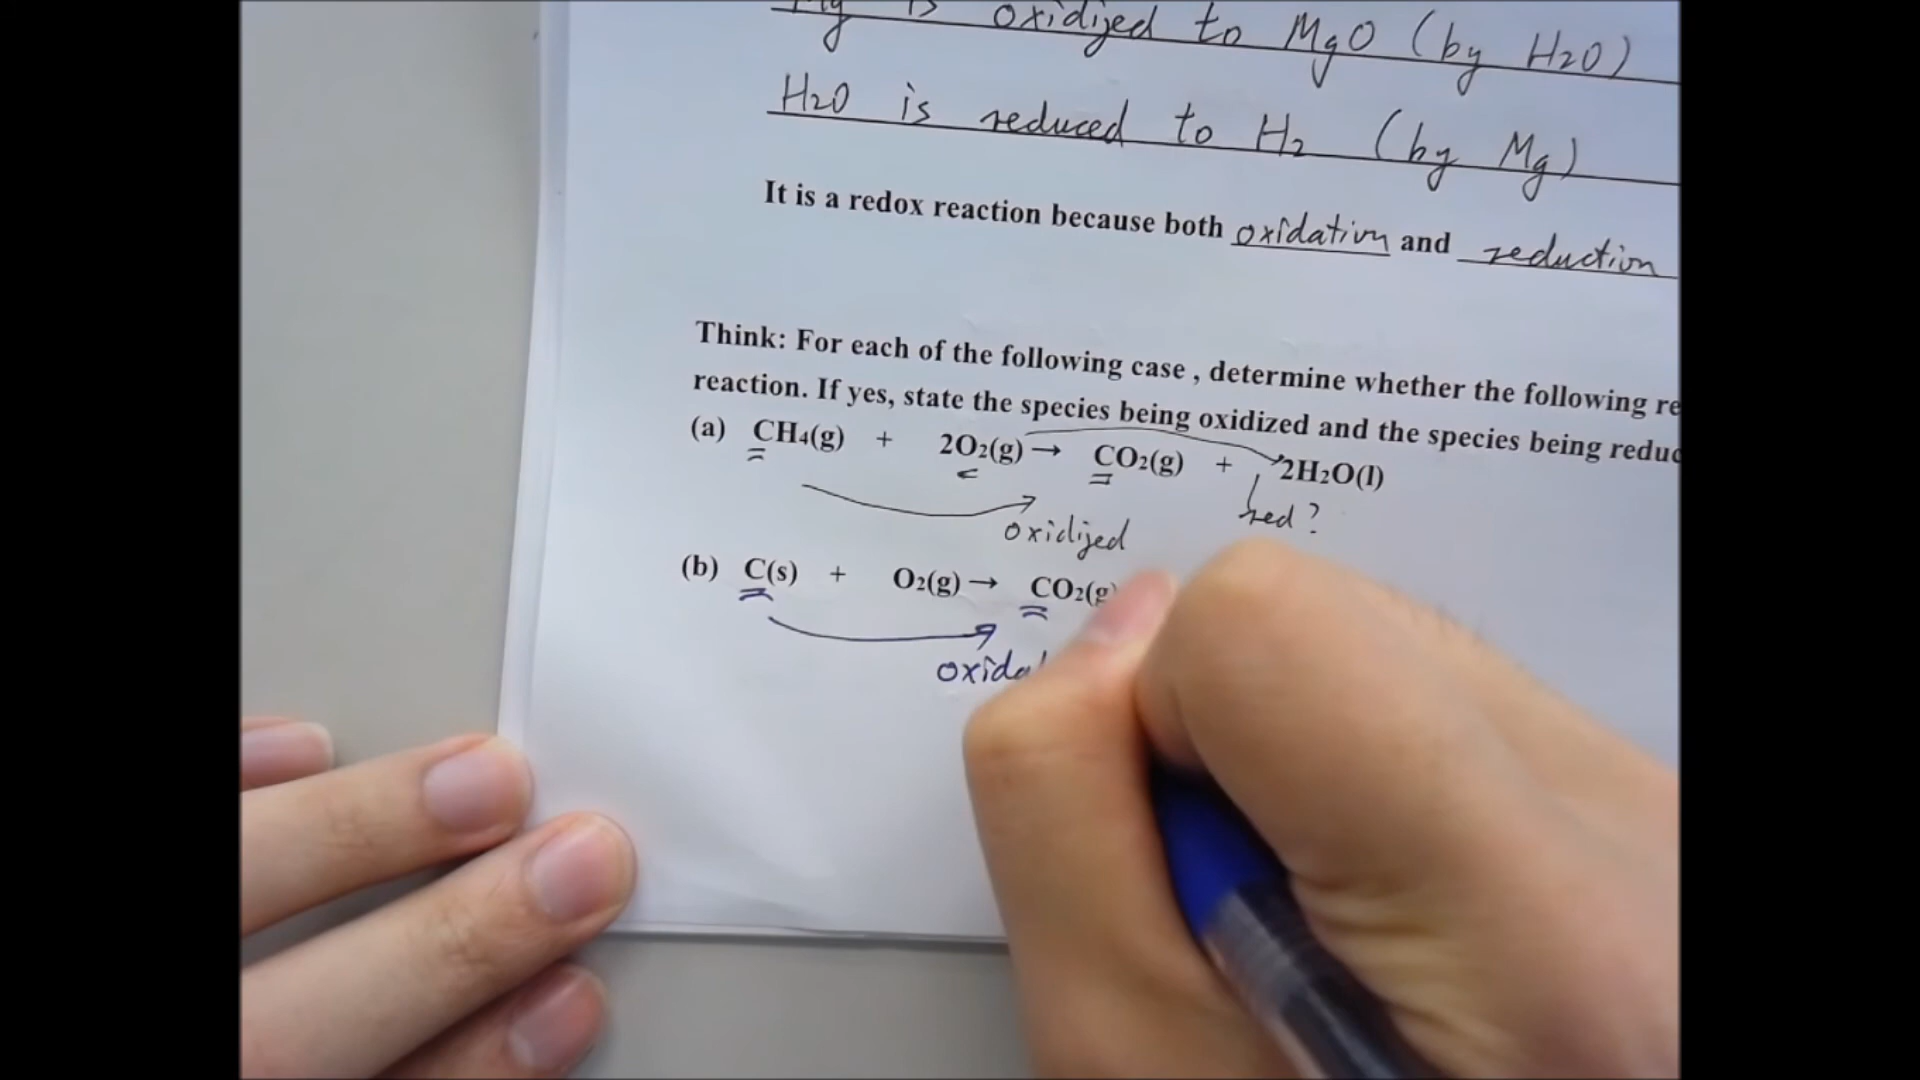 is oxidized to MgO (by H2O)
H2O is reduced to H2 (by Mg)
It is a redox reaction because both oxidation and reduction
Think: For each of the following case , determine whether the following re
reaction. If yes, state the species being oxidized and the species being reduc
(a) CH4(g) + 2O2(g) → CO2(g) + 2H2O(l)
red ?
oxidized
(b) C(s) + O2(g) → CO2(g)
oxida